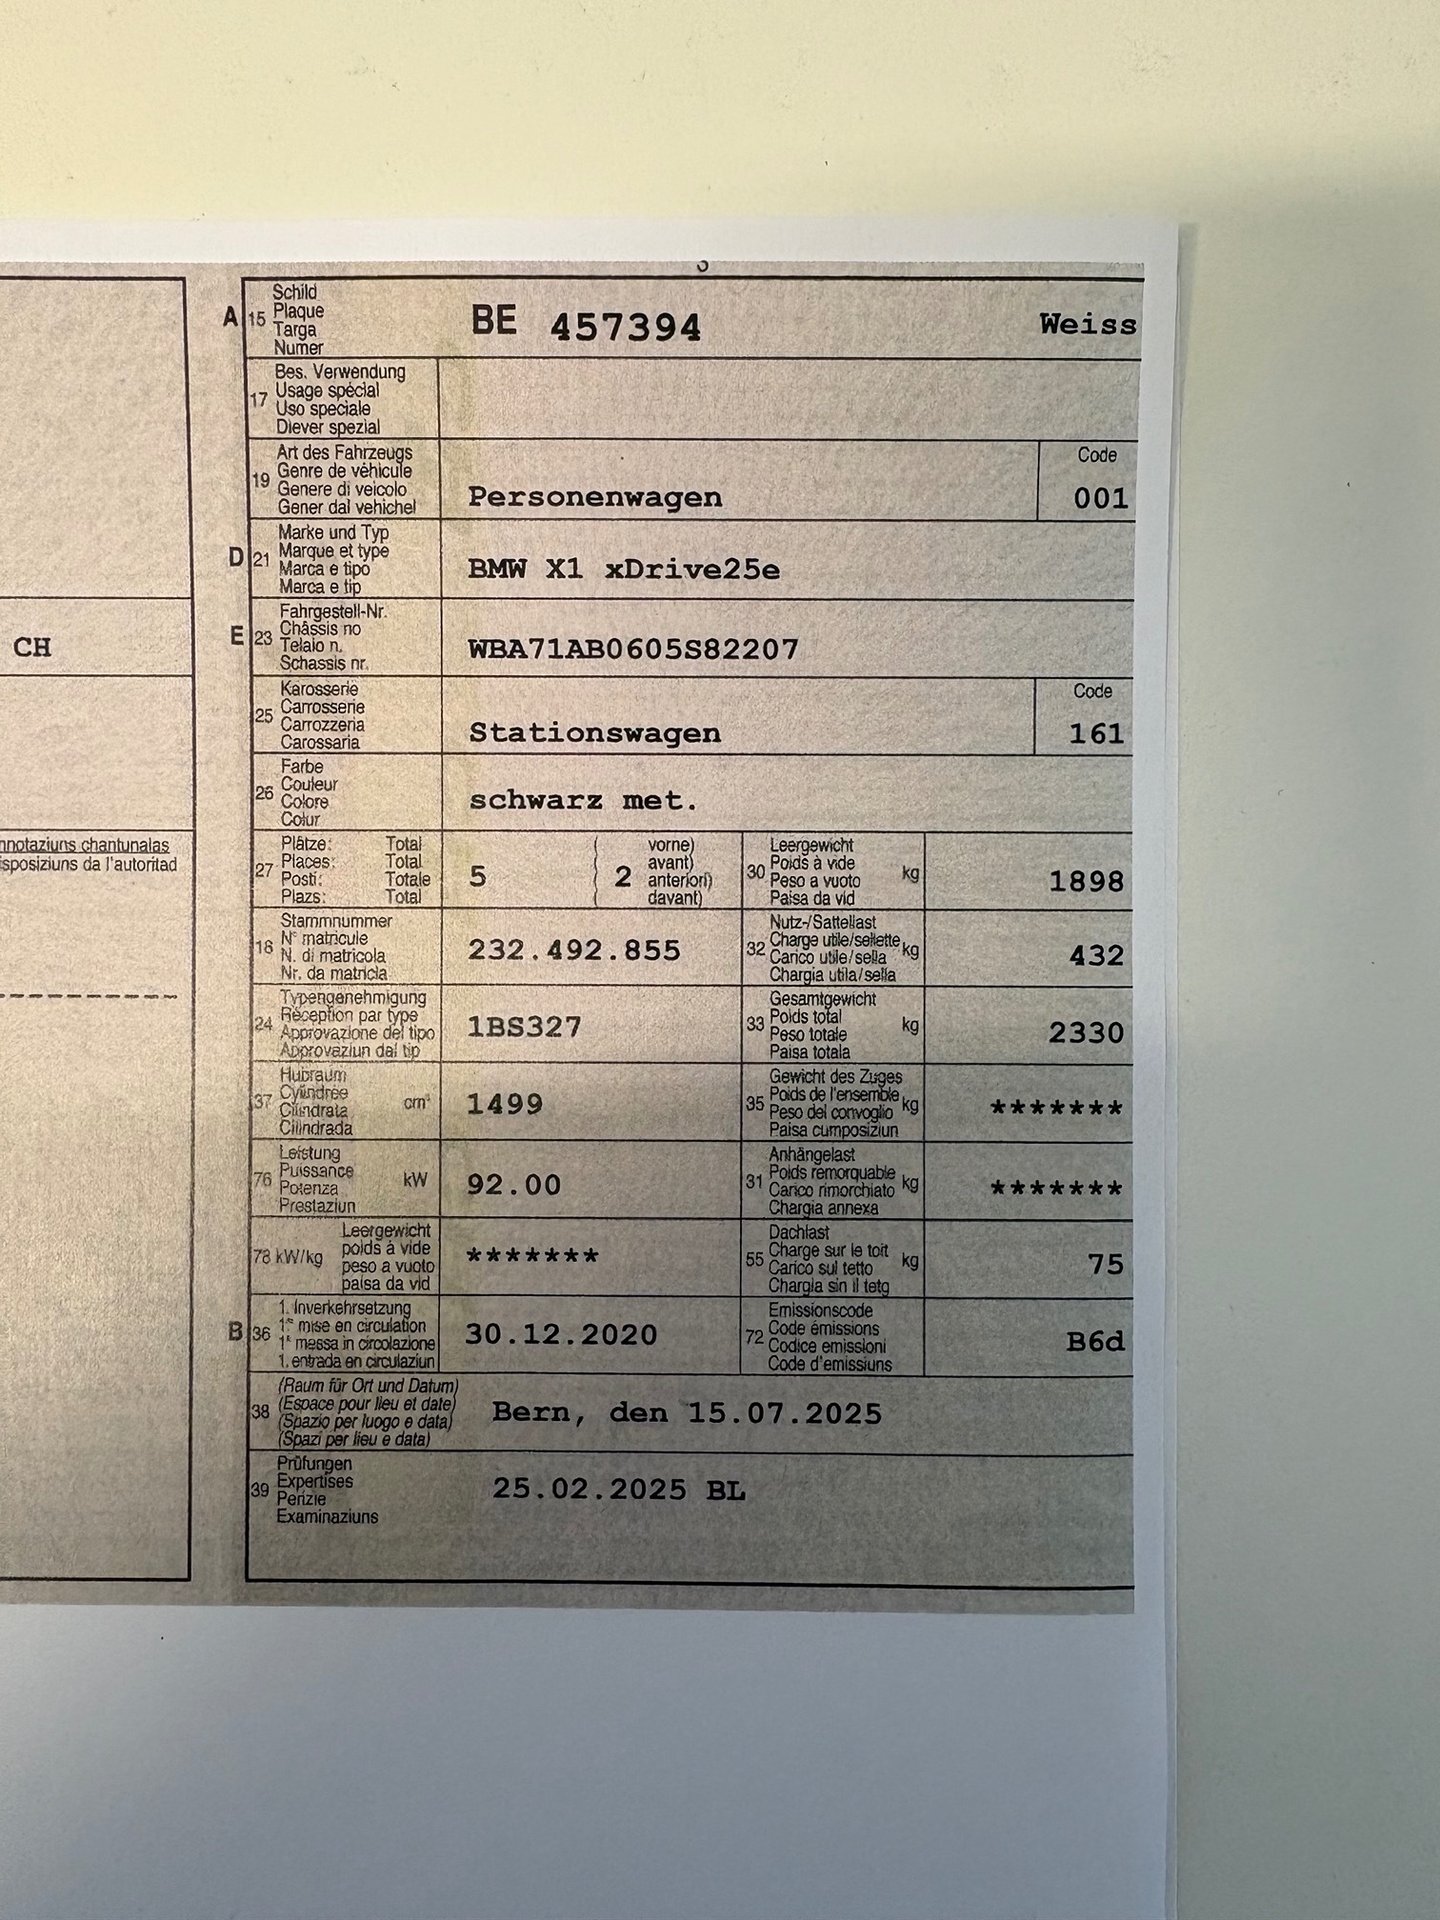 CH
nnotaziuns chantunalas
isposiziuns da l'autoritad
A 15 Schild
Plaque
Targa
Numer
BE 457394 Weiss
17 Bes. Verwendung
Usage spécial
Uso speciale
Diever spezial
19 Art des Fahrzeugs
Genre de véhicule
Genere di veicolo
Gener dal vehichel
Personenwagen
Code
001
D 21 Marke und Typ
Marque et type
Marca e tipo
Marca e tip
BMW X1 xDrive25e
E 23 Fahrgestell-Nr.
Châssis no
Telaio n.
Schassis nr.
WBA71AB0605S82207
25 Karosserie
Carrosserie
Carrozzeria
Carossaria
Stationswagen
Code
161
26 Farbe
Couleur
Colore
Colur
schwarz met.
27 Plätze: Total
Places: Total
Posti: Totale
Plazs: Total
5
( vorne)
( avant)
( 2 anteriori)
( davant)
30 Leergewicht
Poids à vide
Peso a vuoto
Paisa da vid
kg
1898
18 Stammnummer
N° matricule
N. di matricola
Nr. da matricla
232.492.855
32 Nutz-/Sattellast
Charge utile/sellette
Carico utile/sella
Chargia utila/sella
kg
432
24 Typengenehmigung
Réception par type
Approvazione del tipo
Approvaziun dal tip
1BS327
33 Gesamtgewicht
Poids total
Peso totale
Paisa totala
kg
2330
37 Hubraum
Cylindrée
Cilindrata
Cilindrada
cm³
1499
35 Gewicht des Zuges
Poids de l'ensemble
Peso del convoglio
Paisa cumposiziun
kg
*******
76 Leistung
Puissance
Potenza
Prestaziun
kW
92.00
31 Anhängelast
Poids remorquable
Carico rimorchiato
Chargia annexa
kg
*******
78 kW/kg
Leergewicht
poids à vide
peso a vuoto
paisa da vid
*******
55 Dachlast
Charge sur le toit
Carico sul tetto
Chargia sin il tetg
kg
75
B 36 1. Inverkehrsetzung
1re mise en circulation
1a messa in circolazione
1. entrada en circulaziun
30.12.2020
72 Emissionscode
Code émissions
Codice emissioni
Code d'emissiuns
B6d
38 (Raum für Ort und Datum)
(Espace pour lieu et date)
(Spazio per luogo e data)
(Spazi per lieu e data)
Bern, den 15.07.2025
39 Prüfungen
Expertises
Perizie
Examinaziuns
25.02.2025 BL